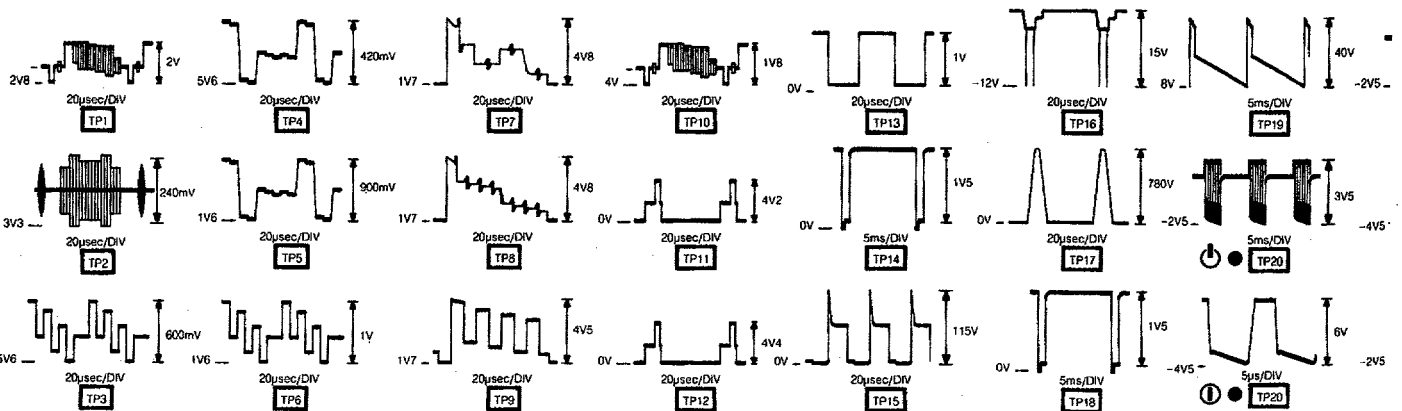 2V
2V8
20µsec/DIV
TP1
420mV
5V6
20µsec/DIV
TP4
4V8
1V7
20µsec/DIV
TP7
1V8
4V
20µsec/DIV
TP10
1V
0V
20µsec/DIV
TP13
15V
-12V
20µsec/DIV
TP16
40V
8V
5ms/DIV
TP19
-2V5
240mV
3V3
20µsec/DIV
TP2
900mV
1V6
20µsec/DIV
TP5
4V8
1V7
20µsec/DIV
TP8
4V2
0V
20µsec/DIV
TP11
1V5
0V
5ms/DIV
TP14
780V
0V
20µsec/DIV
TP17
3V5
-2V5
5ms/DIV
TP20
-4V5
600mV
5V6
20µsec/DIV
TP3
1V
1V6
20µsec/DIV
TP6
4V5
1V7
20µsec/DIV
TP9
4V4
0V
20µsec/DIV
TP12
115V
0V
20µsec/DIV
TP15
1V5
0V
5ms/DIV
TP18
6V
-4V5
5µs/DIV
TP20
-2V5